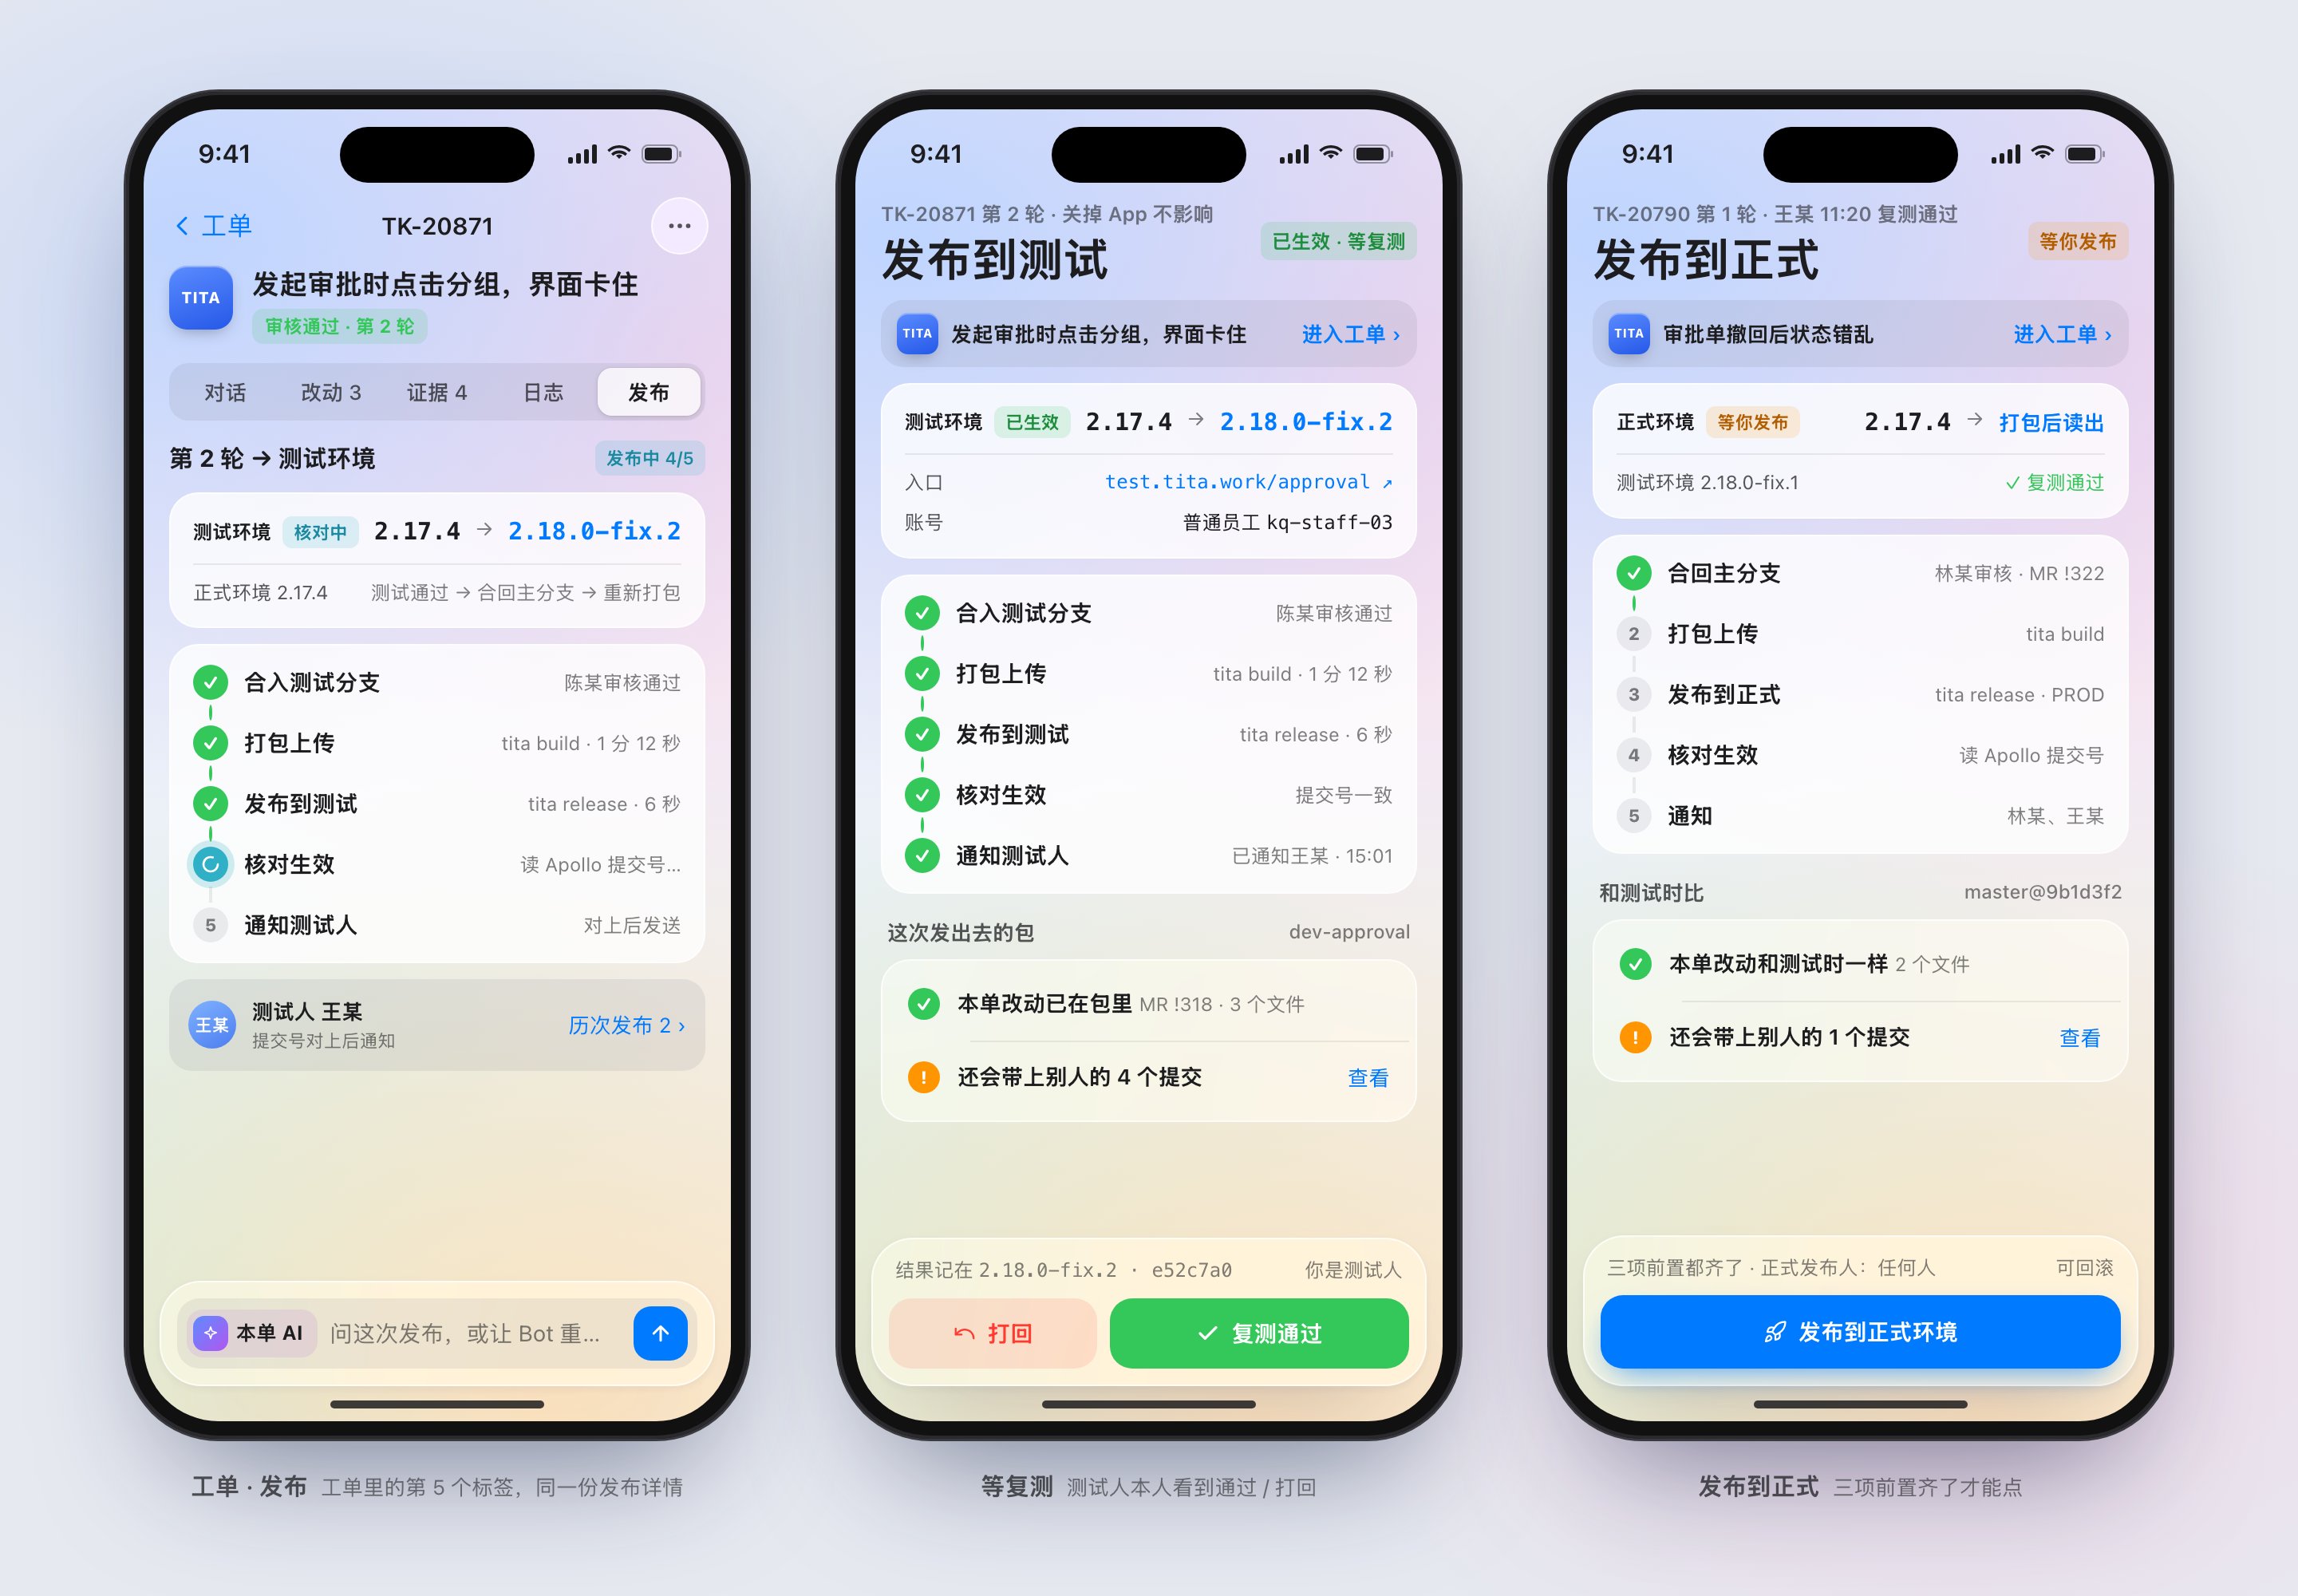 9:41
工单
TK-20871
TITA
发起审批时点击分组，界面卡住
审核通过 · 第 2 轮
对话 改动 3 证据 4 日志 发布
第 2 轮 → 测试环境 发布中 4/5
测试环境 核对中 2.17.4 → 2.18.0-fix.2
正式环境 2.17.4 测试通过 → 合回主分支 → 重新打包
合入测试分支 陈某审核通过
打包上传 tita build · 1 分 12 秒
发布到测试 tita release · 6 秒
核对生效 读 Apollo 提交号...
5 通知测试人 对上后发送
王某 测试人 王某
提交号对上后通知
历次发布 2 ›
本单 AI 问这次发布，或让 Bot 重...
工单 · 发布 工单里的第 5 个标签，同一份发布详情
9:41
TK-20871 第 2 轮 · 关掉 App 不影响
发布到测试
已生效 · 等复测
TITA 发起审批时点击分组，界面卡住 进入工单 ›
测试环境 已生效 2.17.4 → 2.18.0-fix.2
入口 test.tita.work/approval ↗
账号 普通员工 kq-staff-03
合入测试分支 陈某审核通过
打包上传 tita build · 1 分 12 秒
发布到测试 tita release · 6 秒
核对生效 提交号一致
通知测试人 已通知王某 · 15:01
这次发出去的包 dev-approval
本单改动已在包里 MR !318 · 3 个文件
! 还会带上别人的 4 个提交 查看
结果记在 2.18.0-fix.2 · e52c7a0 你是测试人
打回 复测通过
等复测 测试人本人看到通过 / 打回
9:41
TK-20790 第 1 轮 · 王某 11:20 复测通过
发布到正式
等你发布
TITA 审批单撤回后状态错乱 进入工单 ›
正式环境 等你发布 2.17.4 → 打包后读出
测试环境 2.18.0-fix.1 ✓ 复测通过
合回主分支 林某审核 · MR !322
2 打包上传 tita build
3 发布到正式 tita release · PROD
4 核对生效 读 Apollo 提交号
5 通知 林某、王某
和测试时比 master@9b1d3f2
本单改动和测试时一样 2 个文件
! 还会带上别人的 1 个提交 查看
三项前置都齐了 · 正式发布人：任何人 可回滚
发布到正式环境
发布到正式 三项前置齐了才能点